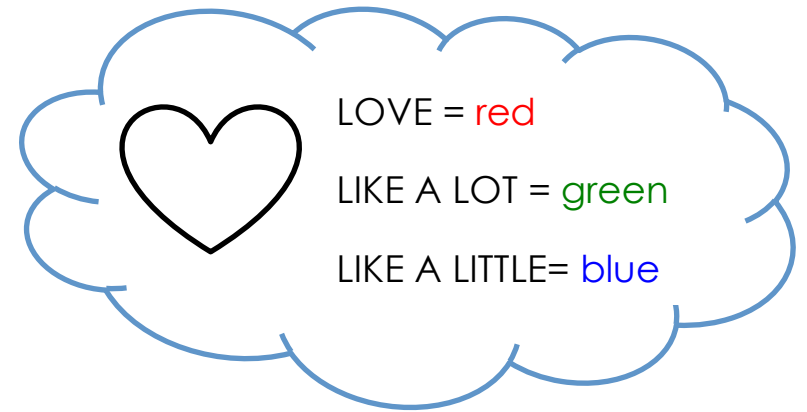 LOVE = red
LIKE A LOT = green
LIKE A LITTLE= blue